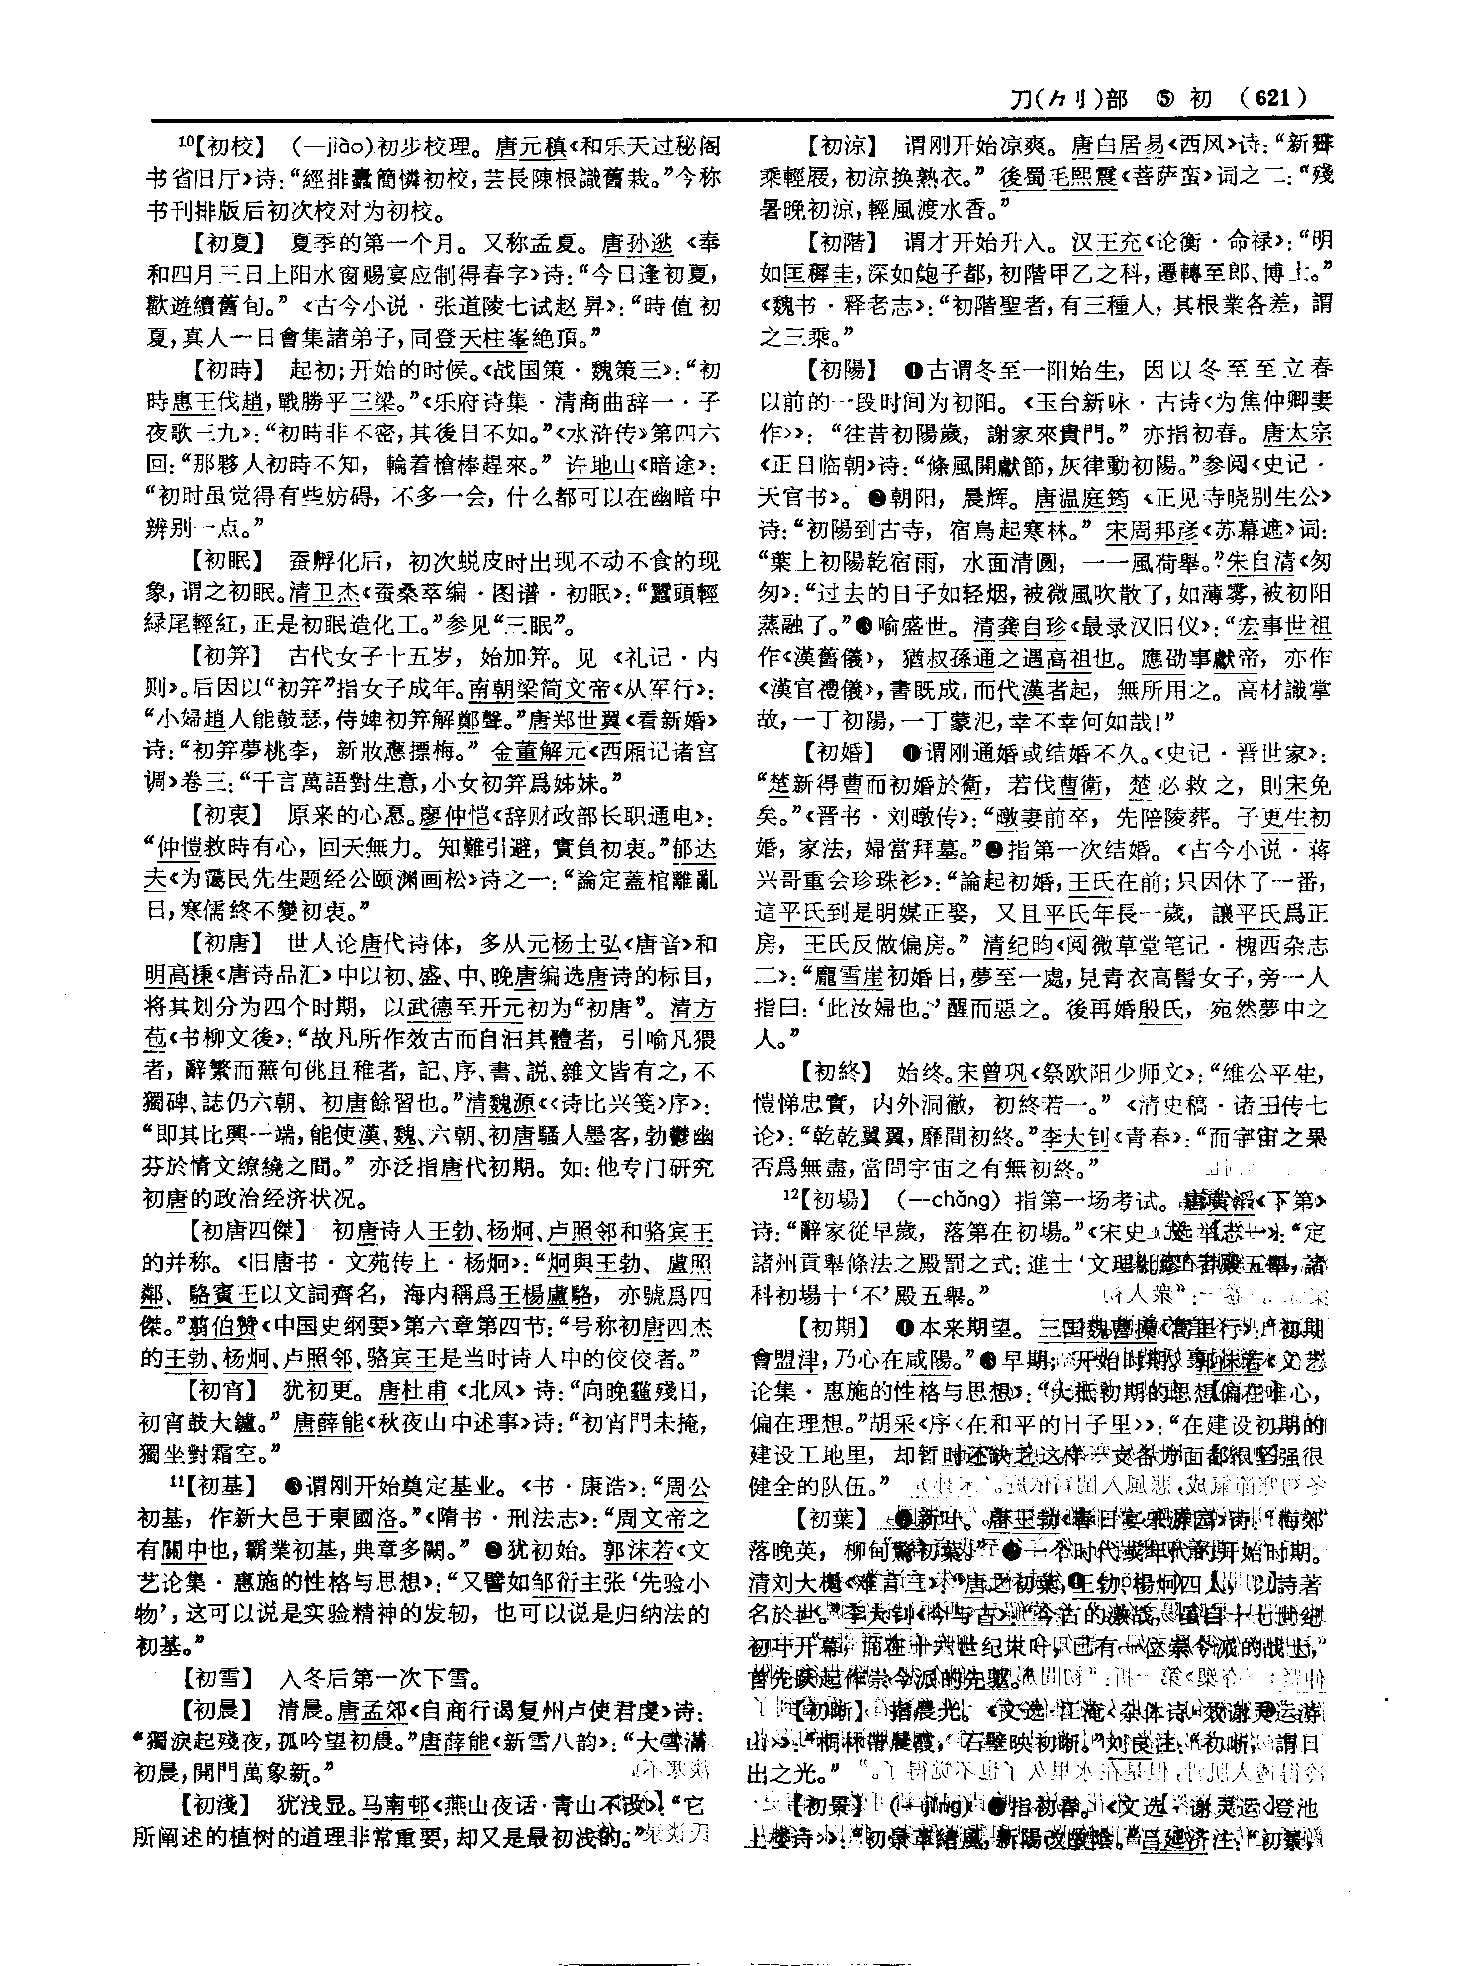 刀(⺈刂)部 ⑤ 初 (621)
¹⁰【初校】 (—jiào)初步校理。唐元稹《和乐天过秘阁
书省旧厅》诗：“經排蠹簡憐初校，芸長陳根識舊栽。”今称
书刊排版后初次校对为初校。
【初夏】 夏季的第一个月。又称孟夏。唐孙逖《奉
和四月三日上阳水窗赐宴应制得春字》诗：“今日逢初夏，
歡遊續舊旬。”《古今小说·张道陵七试赵昇》：“時值初
夏，真人一日會集諸弟子，同登天柱峯絶頂。”
【初時】 起初；开始的时候。《战国策·魏策三》：“初
時惠王伐趙，戰勝乎三梁。”《乐府诗集·清商曲辞一·子
夜歌三九》：“初時非不密，其後日不如。”《水浒传》第四六
回：“那夥人初時不知，輪着槍棒趕來。”许地山《暗途》：
“初时虽觉得有些妨碍，不多一会，什么都可以在幽暗中
辨别一点。”
【初眠】 蚕孵化后，初次蜕皮时出现不动不食的现
象，谓之初眠。清卫杰《蚕桑萃编·图谱·初眠》：“蠶頭輕
緑尾輕紅，正是初眠造化工。”参见“三眠”。
【初笄】 古代女子十五岁，始加笄。见《礼记·内
则》。后因以“初笄”指女子成年。南朝梁简文帝《从军行》：
“小婦趙人能鼓瑟，侍婢初笄解鄭聲。”唐郑世翼《看新婚》
诗：“初笄夢桃李，新妝應摽梅。”金董解元《西厢记诸宫
调》卷三：“千言萬語對生意，小女初笄爲姊妹。”
【初衷】 原来的心愿。廖仲恺《辞财政部长职通电》：
“仲愷救時有心，回天無力。知難引避，實負初衷。”郁达
夫《为霭民先生题经公颐渊画松》诗之一：“論定蓋棺離亂
日，寒儒終不變初衷。”
【初唐】 世人论唐代诗体，多从元杨士弘《唐音》和
明高棅《唐诗品汇》中以初、盛、中、晚唐编选唐诗的标目，
将其划分为四个时期，以武德至开元初为“初唐”。清方
苞《书柳文後》：“故凡所作效古而自汩其體者，引喻凡猥
者，辭繁而蕪句佻且稚者，記、序、書、説、雜文皆有之，不
獨碑、誌仍六朝、初唐餘習也。”清魏源《〈诗比兴笺〉序》：
“即其比興一端，能使漢、魏、六朝、初唐騷人墨客，勃鬱幽
芬於情文繚繞之間。”亦泛指唐代初期。如：他专门研究
初唐的政治经济状况。
【初唐四傑】 初唐诗人王勃、杨炯、卢照邻和骆宾王
的并称。《旧唐书·文苑传上·杨炯》：“炯與王勃、盧照
鄰、駱賓王以文詞齊名，海内稱爲王楊盧駱，亦號爲四
傑。”翦伯赞《中国史纲要》第六章第四节：“号称初唐四杰
的王勃、杨炯、卢照邻、骆宾王是当时诗人中的佼佼者。”
【初宵】 犹初更。唐杜甫《北风》诗：“向晚霾殘日，
初宵鼓大鑪。”唐薛能《秋夜山中述事》诗：“初宵門未掩，
獨坐對霜空。”
¹¹【初基】 ❶谓刚开始奠定基业。《书·康诰》：“周公
初基，作新大邑于東國洛。”《隋书·刑法志》：“周文帝之
有關中也，霸業初基，典章多闕。”❷犹初始。郭沫若《文
艺论集·惠施的性格与思想》：“又譬如邹衍主张‘先验小
物’，这可以说是实验精神的发轫，也可以说是归纳法的
初基。”
【初雪】 入冬后第一次下雪。
【初晨】 清晨。唐孟郊《自商行谒复州卢使君虔》诗：
“獨淚起殘夜，孤吟望初晨。”唐薛能《新雪八韵》：“大雪滿
初晨，開門萬象新。”
【初淺】 犹浅显。马南邨《燕山夜话·青山不改》：“它
所阐述的植树的道理非常重要，却又是最初浅的。”
【初涼】 谓刚开始凉爽。唐白居易《西风》诗：“新霽
乘輕屐，初涼换熟衣。”後蜀毛熙震《菩萨蛮》词之二：“殘
暑晚初涼，輕風渡水香。”
【初階】 谓才开始升入。汉王充《论衡·命禄》：“明
如匡穉圭，深如鮑子都，初階甲乙之科，遷轉至郎、博士。”
《魏书·释老志》：“初階聖者，有三種人，其根業各差，謂
之三乘。”
【初陽】 ❶古谓冬至一阳始生，因以冬至至立春
以前的一段时间为初阳。《玉台新咏·古诗〈为焦仲卿妻
作〉》：“往昔初陽歲，謝家來貴門。”亦指初春。唐太宗
《正日临朝》诗：“條風開獻節，灰律動初陽。”参阅《史记·
天官书》。❷朝阳，晨辉。唐温庭筠《正见寺晓别生公》
诗：“初陽到古寺，宿鳥起寒林。”宋周邦彦《苏幕遮》词：
“葉上初陽乾宿雨，水面清圓，一一風荷舉。”朱自清《匆
匆》：“过去的日子如轻烟，被微風吹散了，如薄雾，被初阳
蒸融了。”❸喻盛世。清龚自珍《最录汉旧仪》：“宏事世祖
作《漢舊儀》，猶叔孫通之遇高祖也。應劭事獻帝，亦作
《漢官禮儀》，書既成，而代漢者起，無所用之。高材識掌
故，一丁初陽，一丁蒙汜，幸不幸何如哉！”
【初婚】 ❶谓刚通婚或结婚不久。《史记·晋世家》：
“楚新得曹而初婚於衛，若伐曹衛，楚必救之，則宋免
矣。”《晋书·刘暾传》：“暾妻前卒，先陪陵葬。子更生初
婚，家法，婦當拜墓。”❷指第一次结婚。《古今小说·蒋
兴哥重会珍珠衫》：“論起初婚，王氏在前；只因休了一番，
這平氏到是明媒正娶，又且平氏年長一歲，讓平氏爲正
房，王氏反做偏房。”清纪昀《阅微草堂笔记·槐西杂志
二》：“龐雪崖初婚日，夢至一處，見青衣高髻女子，旁一人
指曰：‘此汝婦也。’醒而惡之。後再婚殷氏，宛然夢中之
人。”
【初終】 始终。宋曾巩《祭欧阳少师文》：“維公平生，
愷悌忠實，内外洞徹，初終若一。”《清史稿·诸王传七
论》：“乾乾翼翼，靡間初終。”李大钊《青春》：“而宇宙之果
否爲無盡，當問宇宙之有無初終。”
¹²【初場】 (—chǎng) 指第一场考试。唐黄滔《下第》
诗：“辭家從早歲，落第在初場。”《宋史·选举志一》：“定
諸州貢舉條法及殿罰之式：進士‘文理紕繆’者殿五舉，諸
科初場十‘不’殿五舉。”
【初期】 ❶本来期望。三国魏曹操《蒿里行》：“初期
會盟津，乃心在咸陽。”❷早期；开始时期。郭沫若《文艺
论集·惠施的性格与思想》：“大抵初期的思想偏在唯心，
偏在理想。”胡采《序〈在和平的日子里〉》：“在建设初期的
建设工地里，却暂时还缺乏这样一支各方面都很坚强很
健全的队伍。”
【初葉】 ❶新叶。唐王勃《春日宴乐游园》诗：“梅郊
落晚英，柳甸驚初葉。”❷一个时代或年代的开始时期。
清刘大櫆《难言二》：“唐之初葉，王勃、楊炯四人，以詩著
名於世。”李大钊《今与古》：“今古的激战，虽自十七世纪
初叶开幕，而在十六世纪末叶，已有一位崇今派的战士，
首先跃起作崇今派的先驱。”
【初晰】 指晨光。《文选·江淹〈杂体诗·效谢灵运游
山〉》：“桐林帶晨霞，石壁映初晰。”刘良注：“初晰，謂日
出之光。”
【初景】 (—jǐng) ❶指初春。《文选·谢灵运〈登池
上楼诗〉》：“初景革緒風，新陽改故陰。”吕延济注：“初景，